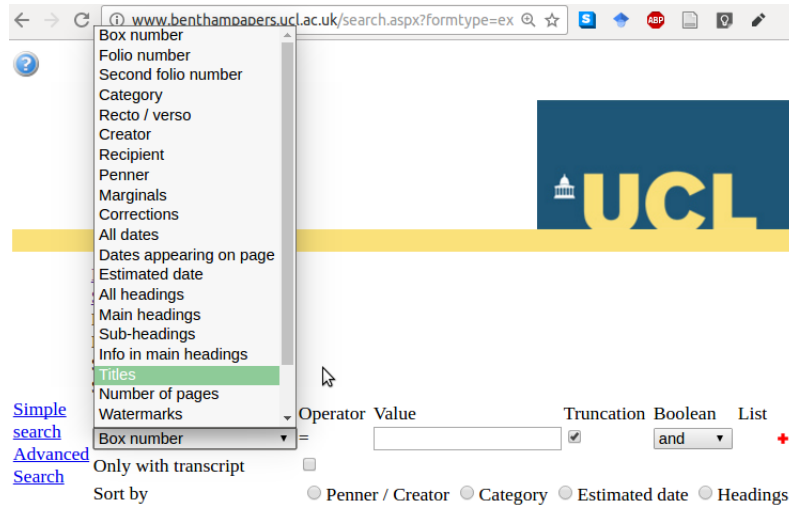 www.benthampapers.ucl.ac.uk/search.aspx?formtype=ex
S
ABP
?
Box number
Folio number
Second folio number
Category
Recto / verso
Creator
Recipient
Penner
Marginals
Corrections
All dates
Dates appearing on page
Estimated date
All headings
Main headings
Sub-headings
Info in main headings
Titles
Number of pages
Watermarks
UCL
Simple search
Advanced Search
Operator Value Truncation Boolean List
Box number = and
Only with transcript
Sort by Penner / Creator Category Estimated date Headings